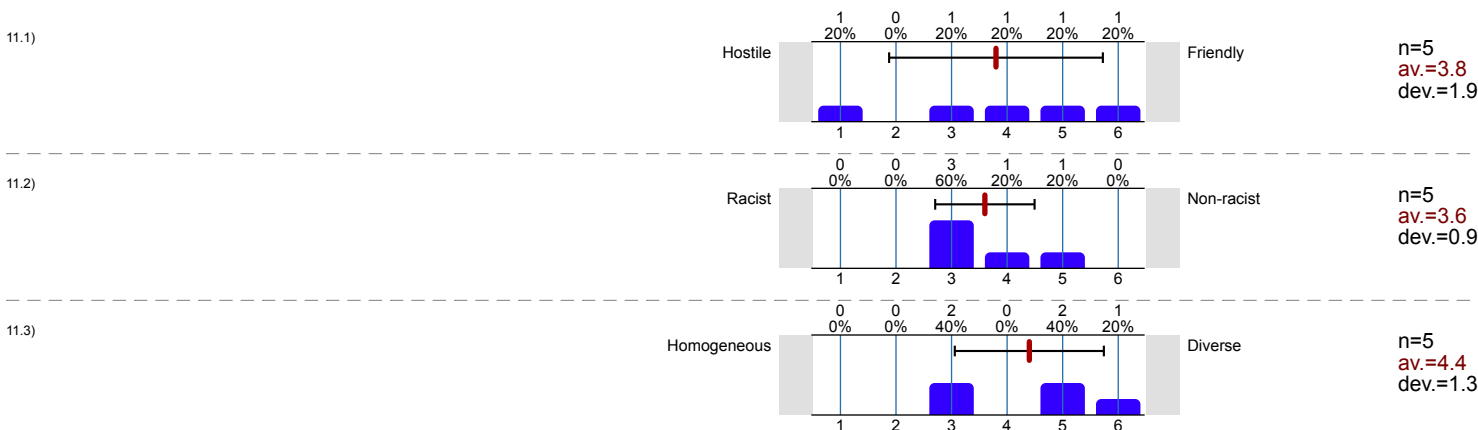 11.1)
1 0 1 1 1 1
20% 0% 20% 20% 20% 20%
Hostile Friendly
n=5
av.=3.8
dev.=1.9
1 2 3 4 5 6
11.2)
0 0 3 1 1 0
0% 0% 60% 20% 20% 0%
Racist Non-racist
n=5
av.=3.6
dev.=0.9
1 2 3 4 5 6
11.3)
0 0 2 0 2 1
0% 0% 40% 0% 40% 20%
Homogeneous Diverse
n=5
av.=4.4
dev.=1.3
1 2 3 4 5 6